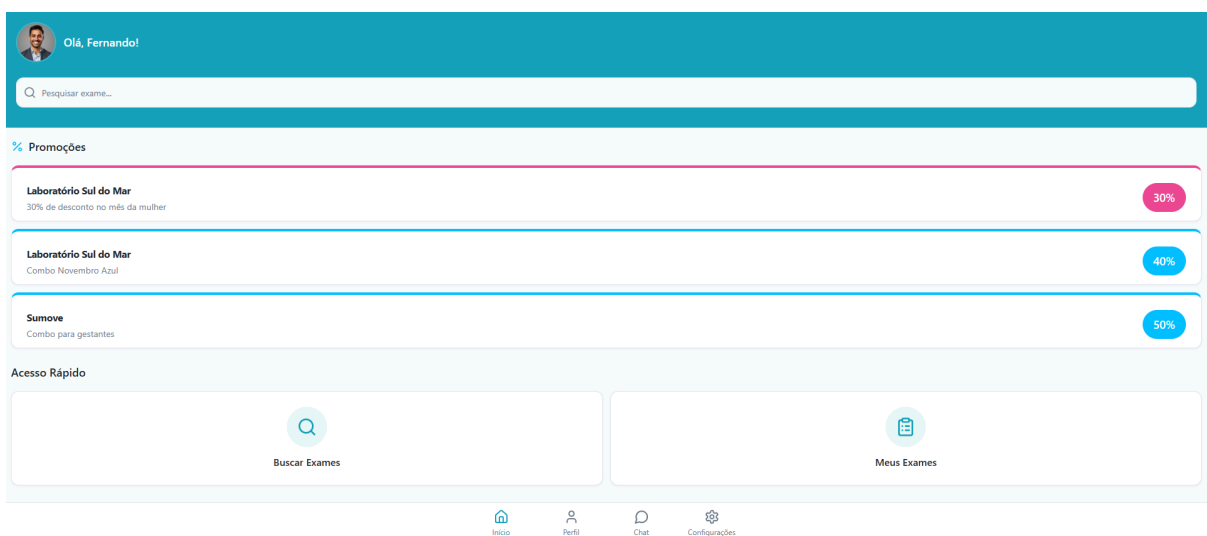 Olá, Fernando!
Pesquisar exame...
% Promoções
Laboratório Sul do Mar
30% de desconto no mês da mulher
30%
Laboratório Sul do Mar
Combo Novembro Azul
40%
Sumove
Combo para gestantes
50%
Acesso Rápido
Buscar Exames
Meus Exames
Início
Perfil
Chat
Configurações